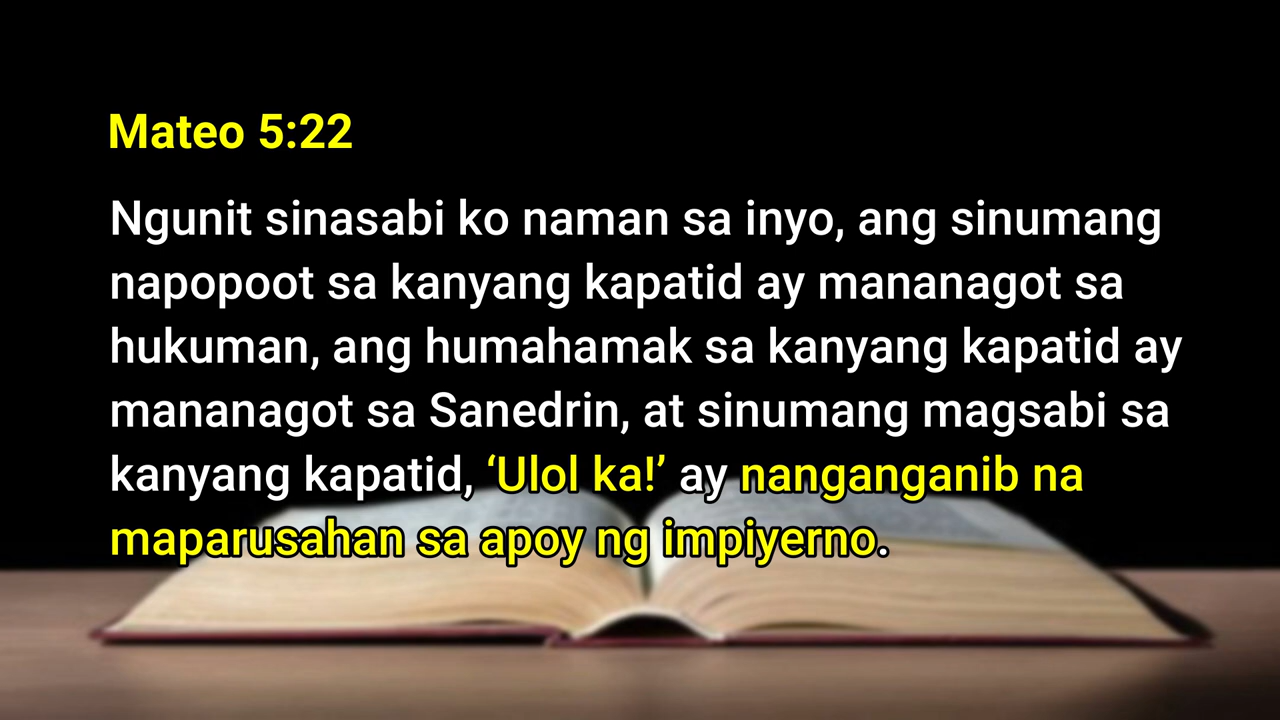 Mateo 5:22
Ngunit sinasabi ko naman sa inyo, ang sinumang
napopoot sa kanyang kapatid ay mananagot sa
hukuman, ang humahamak sa kanyang kapatid ay
mananagot sa Sanedrin, at sinumang magsabi sa
kanyang kapatid, ‘Ulol ka!’ ay nanganganib na
maparusahan sa apoy ng impiyerno.